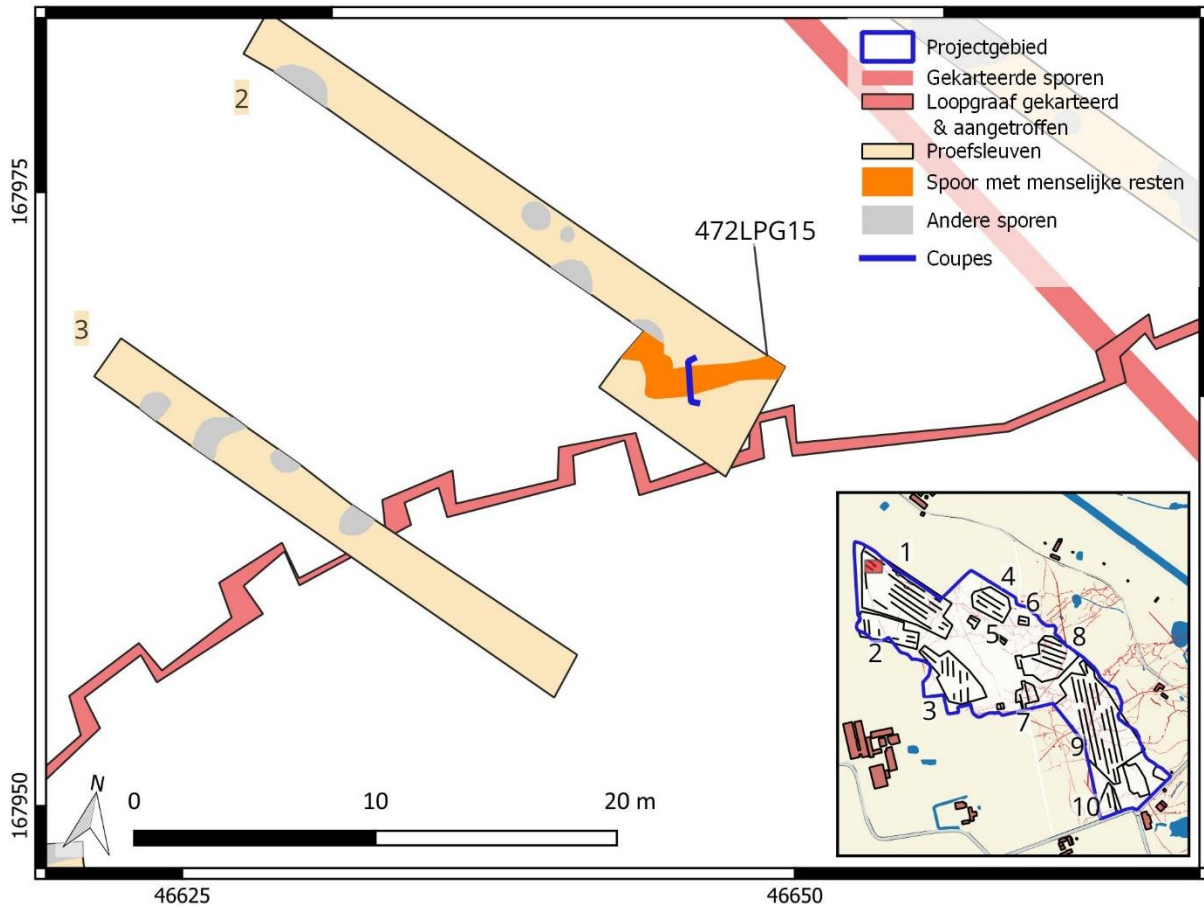 2
Projectgebied
Gekarteerde sporen
Loopgraaf gekarteerd
& aangetroffen
Proefsleuven
Spoor met menselijke resten
Andere sporen
Coupes
167975
472LPG15
3
1
4
6
5
8
2
3
7
9
10
N
0 10 20 m
167950
46625 46650